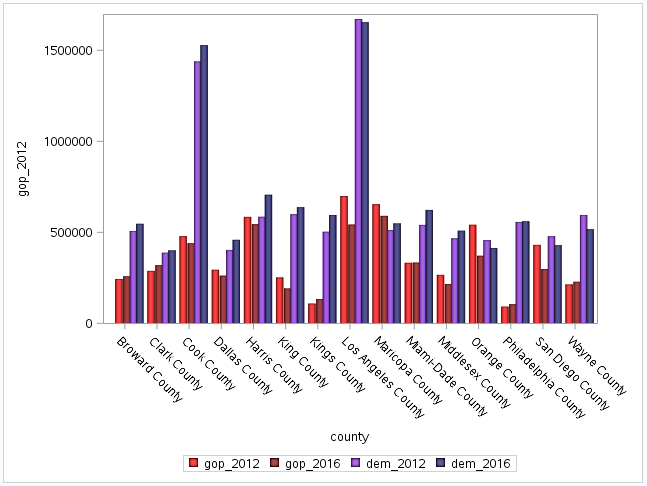 gop_2012
1500000
1000000
500000
0
Broward County
Clark County
Cook County
Dallas County
Harris County
King County
Kings County
Los Angeles County
Maricopa County
Miami-Dade County
Middlesex County
Orange County
Philadelphia County
San Diego County
Wayne County
county
gop_2012 gop_2016 dem_2012 dem_2016